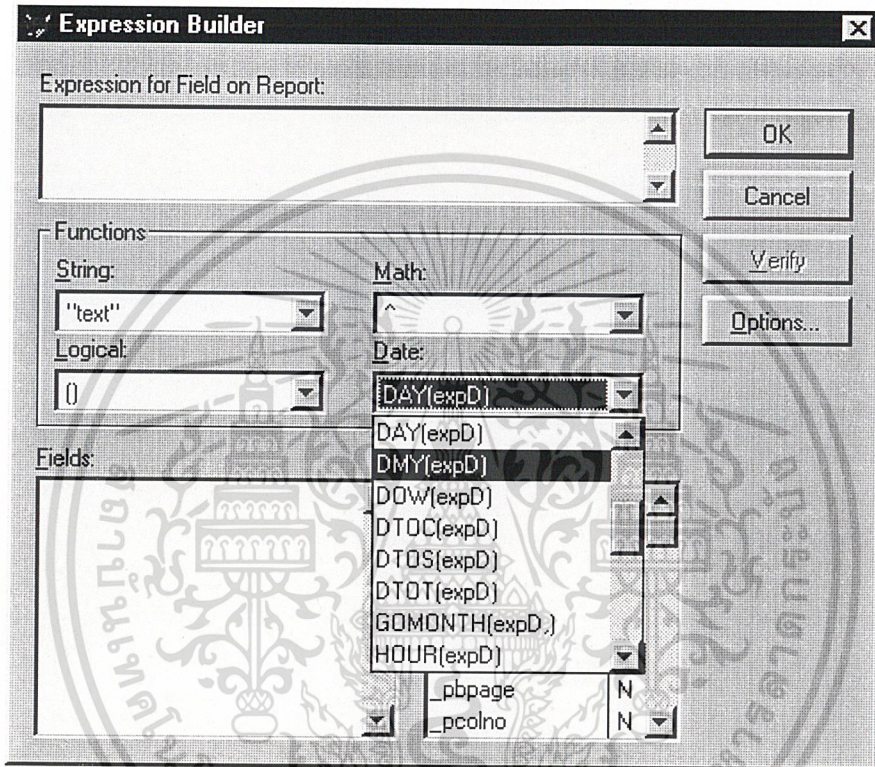 Expression Builder
Expression for Field on Report:
OK
Cancel
Verify
Options...
Functions
String:
Math:
"text"
^
Logical:
Date:
()
DAY(expD)
DAY(expD)
DMY(expD)
DOW(expD)
DTOC(expD)
DTOS(expD)
DTOT(expD)
GOMONTH(expD,)
HOUR(expD)
Fields:
_pbpage N
_pcolno N